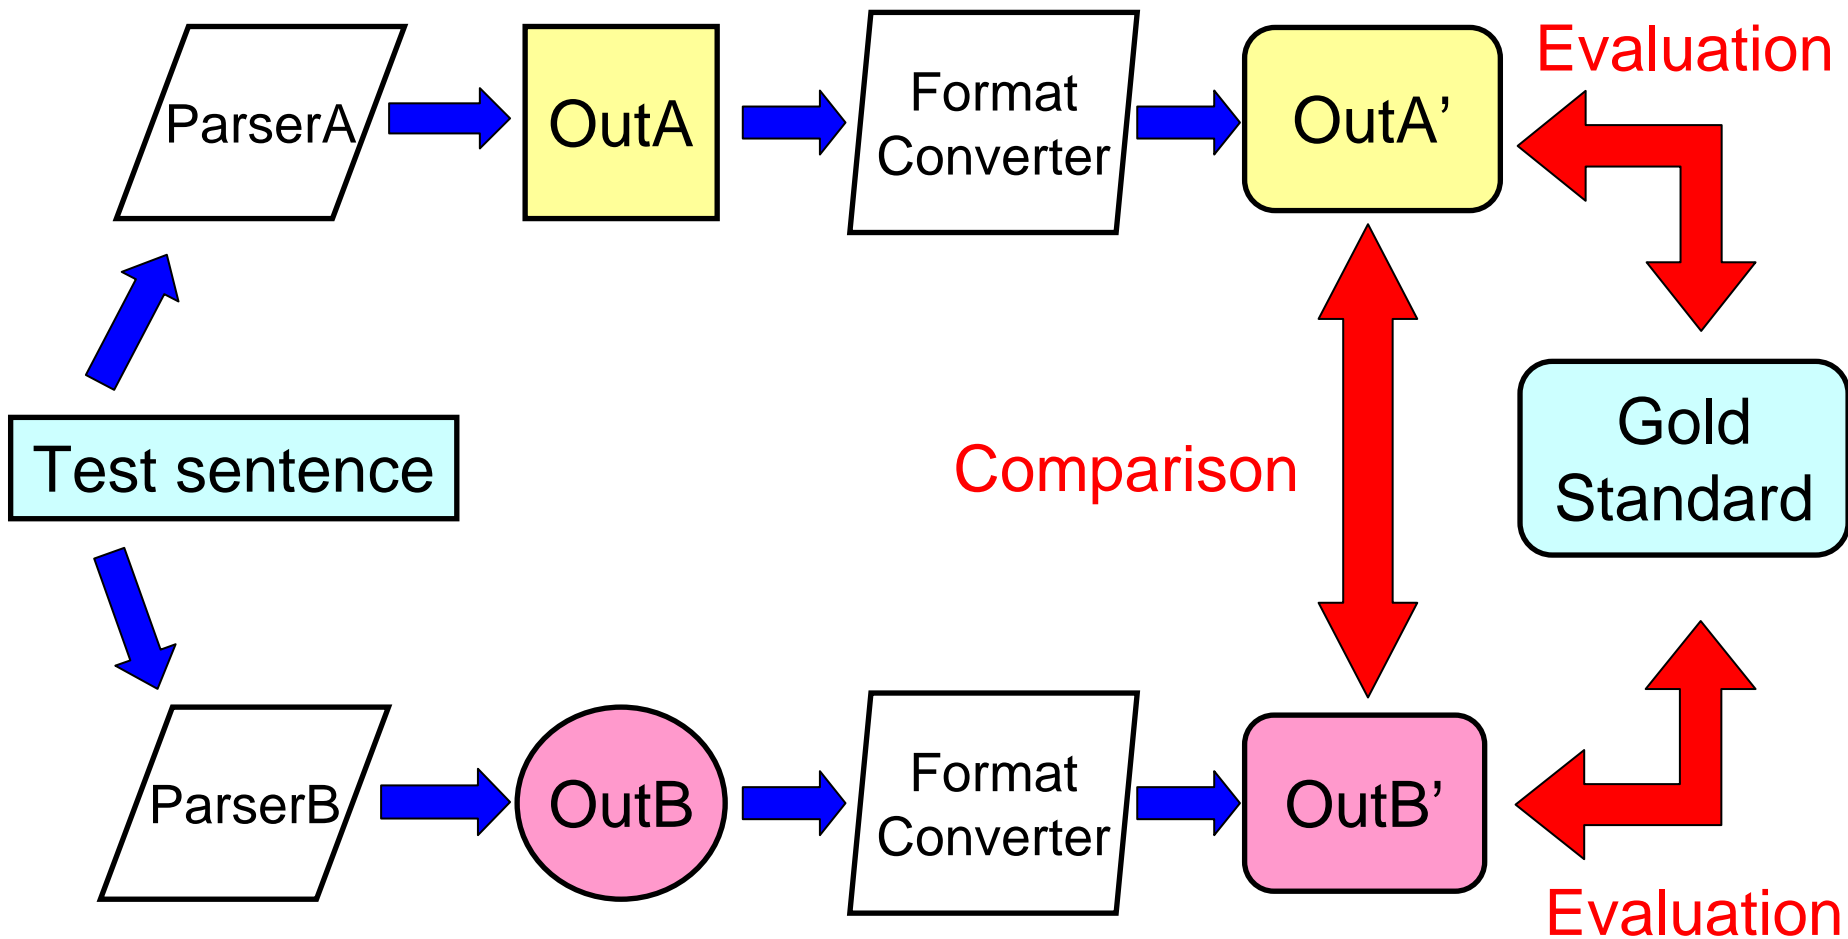 Evaluation
ParserA
OutA
Format
Converter
OutA’
Test sentence
Comparison
Gold
Standard
ParserB
OutB
Format
Converter
OutB’
Evaluation